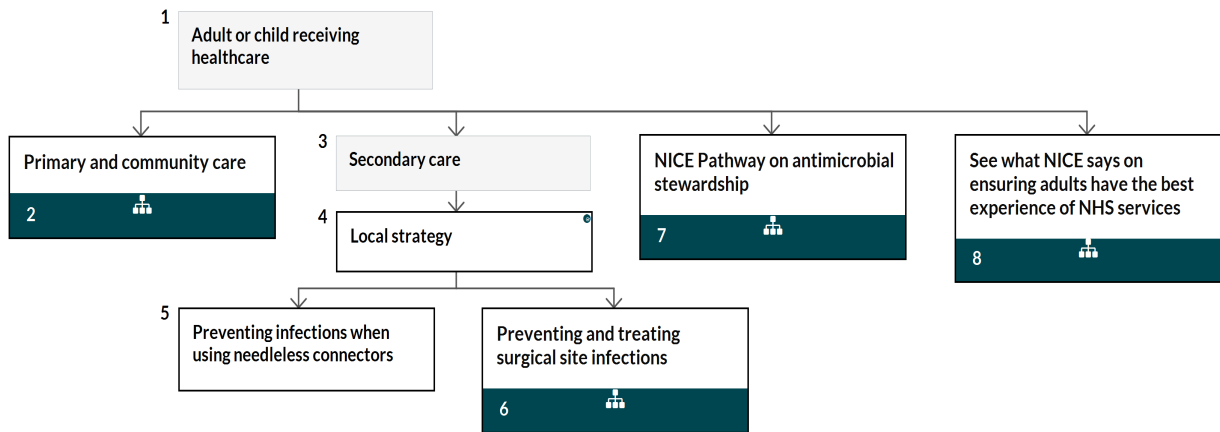 1
Adult or child receiving
healthcare
Primary and community care
2
3
Secondary care
4
Local strategy
5
Preventing infections when
using needleless connectors
Preventing and treating
surgical site infections
6
NICE Pathway on antimicrobial
stewardship
7
See what NICE says on
ensuring adults have the best
experience of NHS services
8